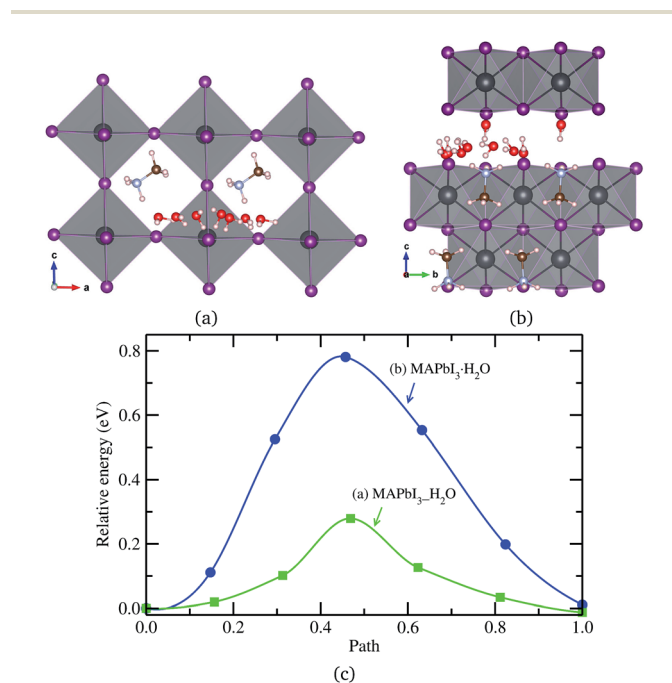 c
a
(a)
c
a
b
(b)
0.8
0.6
0.4
0.2
0.0
Relative energy (eV)
(b) MAPbI₃·H₂O
(a) MAPbI₃_H₂O
0.0 0.2 0.4 0.6 0.8 1.0
Path
(c)